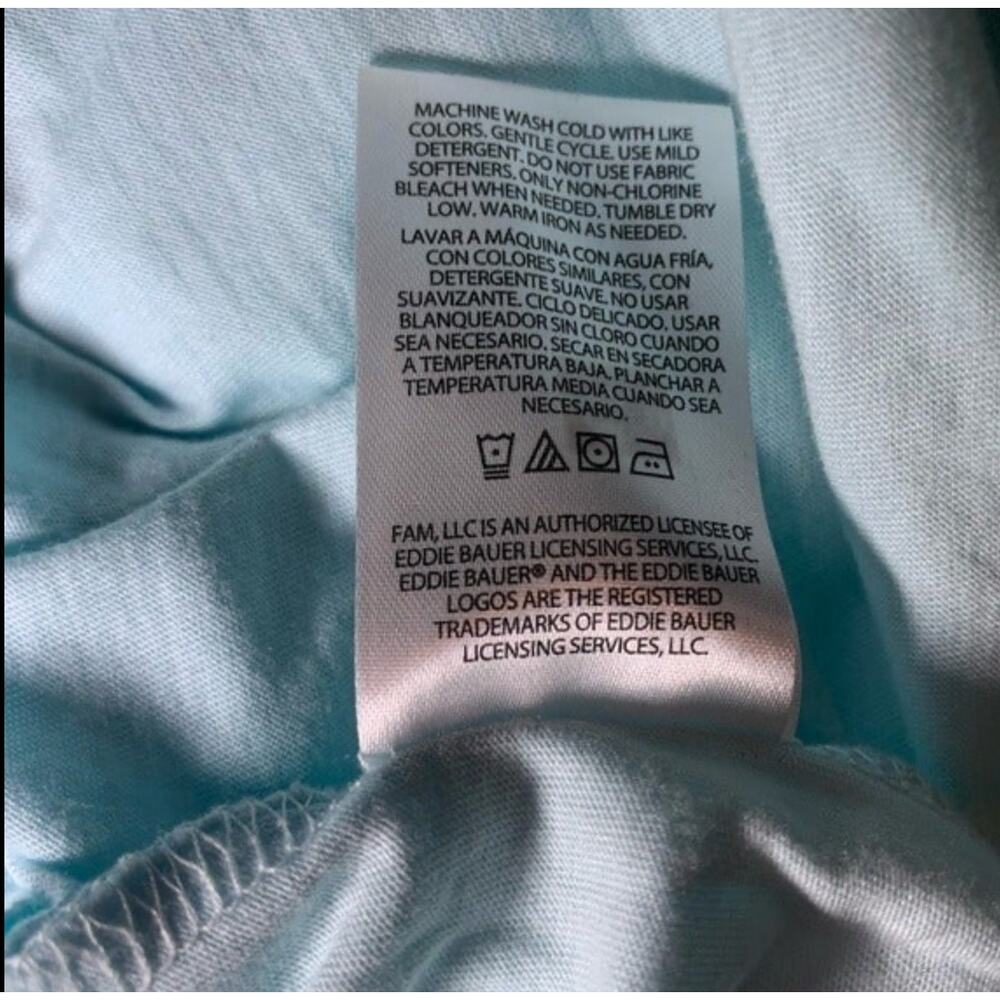 MACHINE WASH COLD WITH LIKE
COLORS. GENTLE CYCLE. USE MILD
DETERGENT. DO NOT USE FABRIC
SOFTENERS. ONLY NON-CHLORINE
BLEACH WHEN NEEDED. TUMBLE DRY
LOW. WARM IRON AS NEEDED.
LAVAR A MÁQUINA CON AGUA FRÍA,
CON COLORES SIMILARES, CON
DETERGENTE SUAVE. NO USAR
SUAVIZANTE. CICLO DELICADO. USAR
BLANQUEADOR SIN CLORO CUANDO
SEA NECESARIO. SECAR EN SECADORA
A TEMPERATURA BAJA. PLANCHAR A
TEMPERATURA MEDIA CUANDO SEA
NECESARIO.
FAM, LLC IS AN AUTHORIZED LICENSEE OF
EDDIE BAUER LICENSING SERVICES, LLC.
EDDIE BAUER® AND THE EDDIE BAUER
LOGOS ARE THE REGISTERED
TRADEMARKS OF EDDIE BAUER
LICENSING SERVICES, LLC.